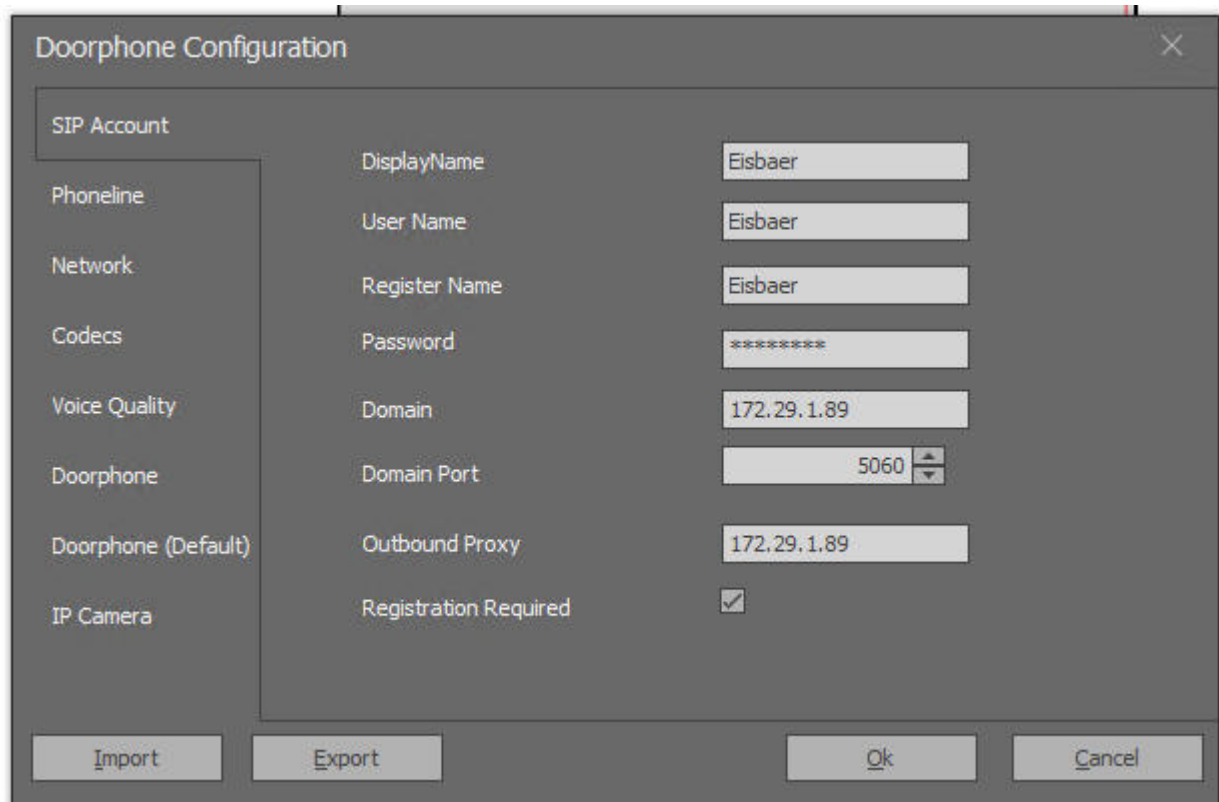 Doorphone Configuration
SIP Account
Phoneline
Network
Codecs
Voice Quality
Doorphone
Doorphone (Default)
IP Camera
DisplayName Eisbaer
User Name Eisbaer
Register Name Eisbaer
Password ********
Domain 172.29.1.89
Domain Port 5060
Outbound Proxy 172.29.1.89
Registration Required
Import Export Ok Cancel